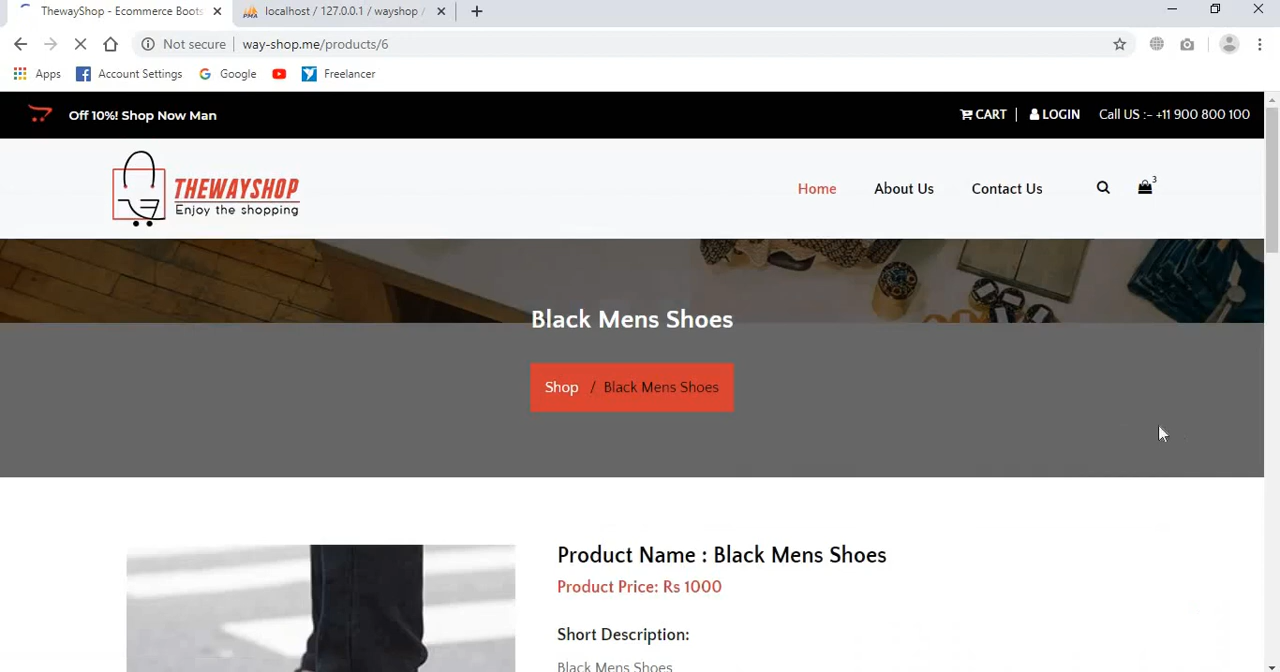 ThewayShop - Ecommerce Boots
localhost / 127.0.0.1 / wayshop /
Not secure
way-shop.me/products/6
Apps
Account Settings
Google
Freelancer
Off 10%! Shop Now Man
CART
LOGIN
Call US :- +11 900 800 100
THEWAYSHOP
Enjoy the shopping
Home
About Us
Contact Us
3
Black Mens Shoes
Shop / Black Mens Shoes
Product Name : Black Mens Shoes
Product Price: Rs 1000
Short Description:
Black Mens Shoes